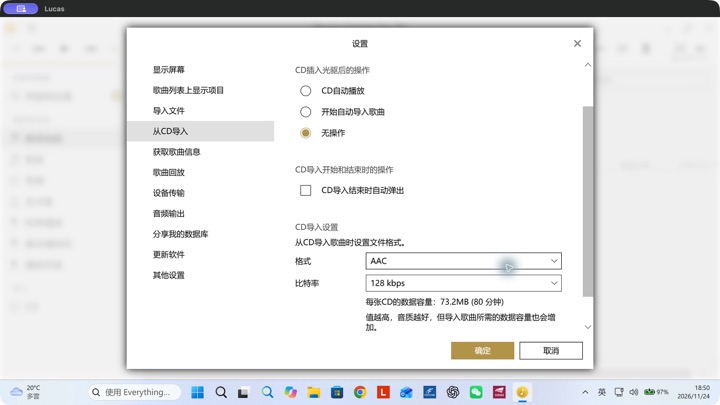 Lucas
设置
显示屏幕
歌曲列表上显示项目
导入文件
从CD导入
获取歌曲信息
歌曲回放
设备传输
音频输出
分享我的数据库
更新软件
其他设置
CD插入光驱后的操作
CD自动播放
开始自动导入歌曲
无操作
CD导入开始和结束时的操作
CD导入结束时自动弹出
CD导入设置
从CD导入歌曲时设置文件格式。
格式
AAC
比特率
128 kbps
每张CD的数据容量：73.2MB (80 分钟)
值越高，音质越好，但导入歌曲所需的数据容量也会增
加。
确定
取消
20°C
多云
使用 Everything...
英
97%
18:50
2026/11/24